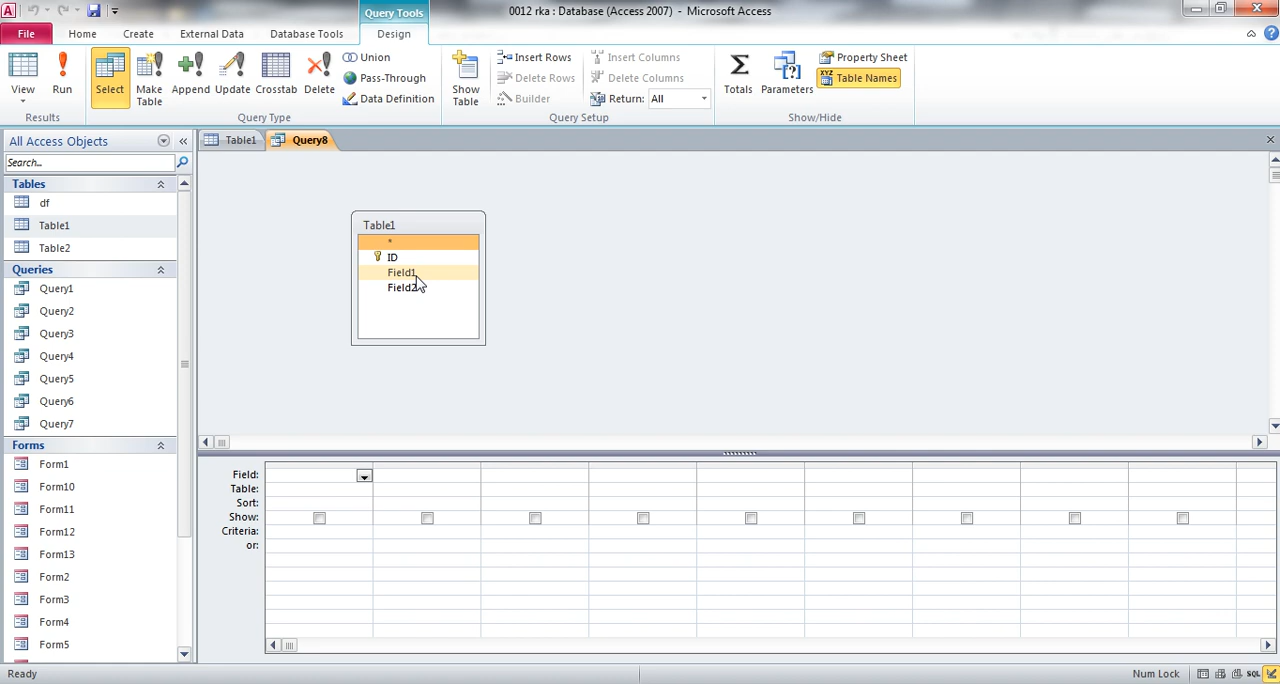 0012 rka : Database (Access 2007) - Microsoft Access
Query Tools
File Home Create External Data Database Tools Design
View
Run
Results
Select
Make Table
Append
Update
Crosstab
Delete
Union
Pass-Through
Data Definition
Query Type
Show Table
Insert Rows
Delete Rows
Builder
Insert Columns
Delete Columns
Return: All
Query Setup
Totals
Parameters
Property Sheet
XYZ Table Names
Show/Hide
All Access Objects
Search...
Tables
df
Table1
Table2
Queries
Query1
Query2
Query3
Query4
Query5
Query6
Query7
Forms
Form1
Form10
Form11
Form12
Form13
Form2
Form3
Form4
Form5
Table1 Query8
Table1
*
ID
Field1
Field2
Field:
Table:
Sort:
Show:
Criteria:
or:
Ready
Num Lock
SQL